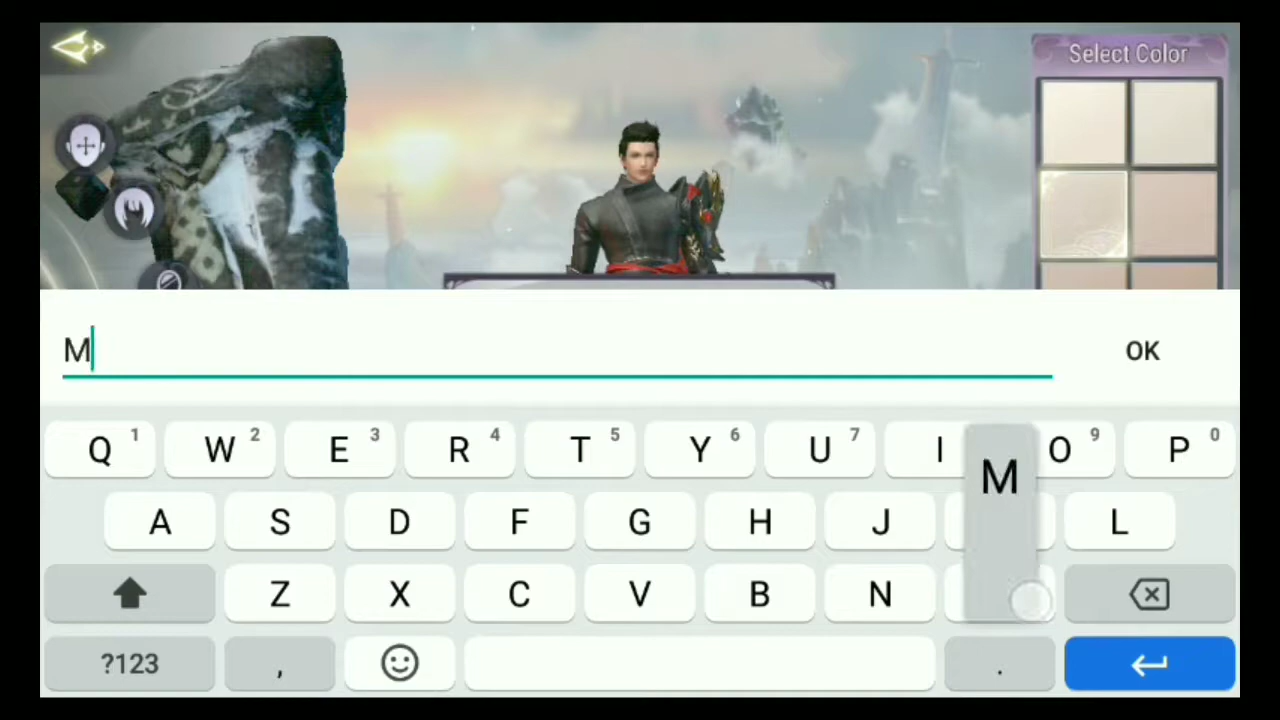 Select Color
M
OK
Q 1 W 2 E 3 R 4 T 5 Y 6 U 7 I O 9 P 0
M
A S D F G H J L
Z X C V B N
?123 , .